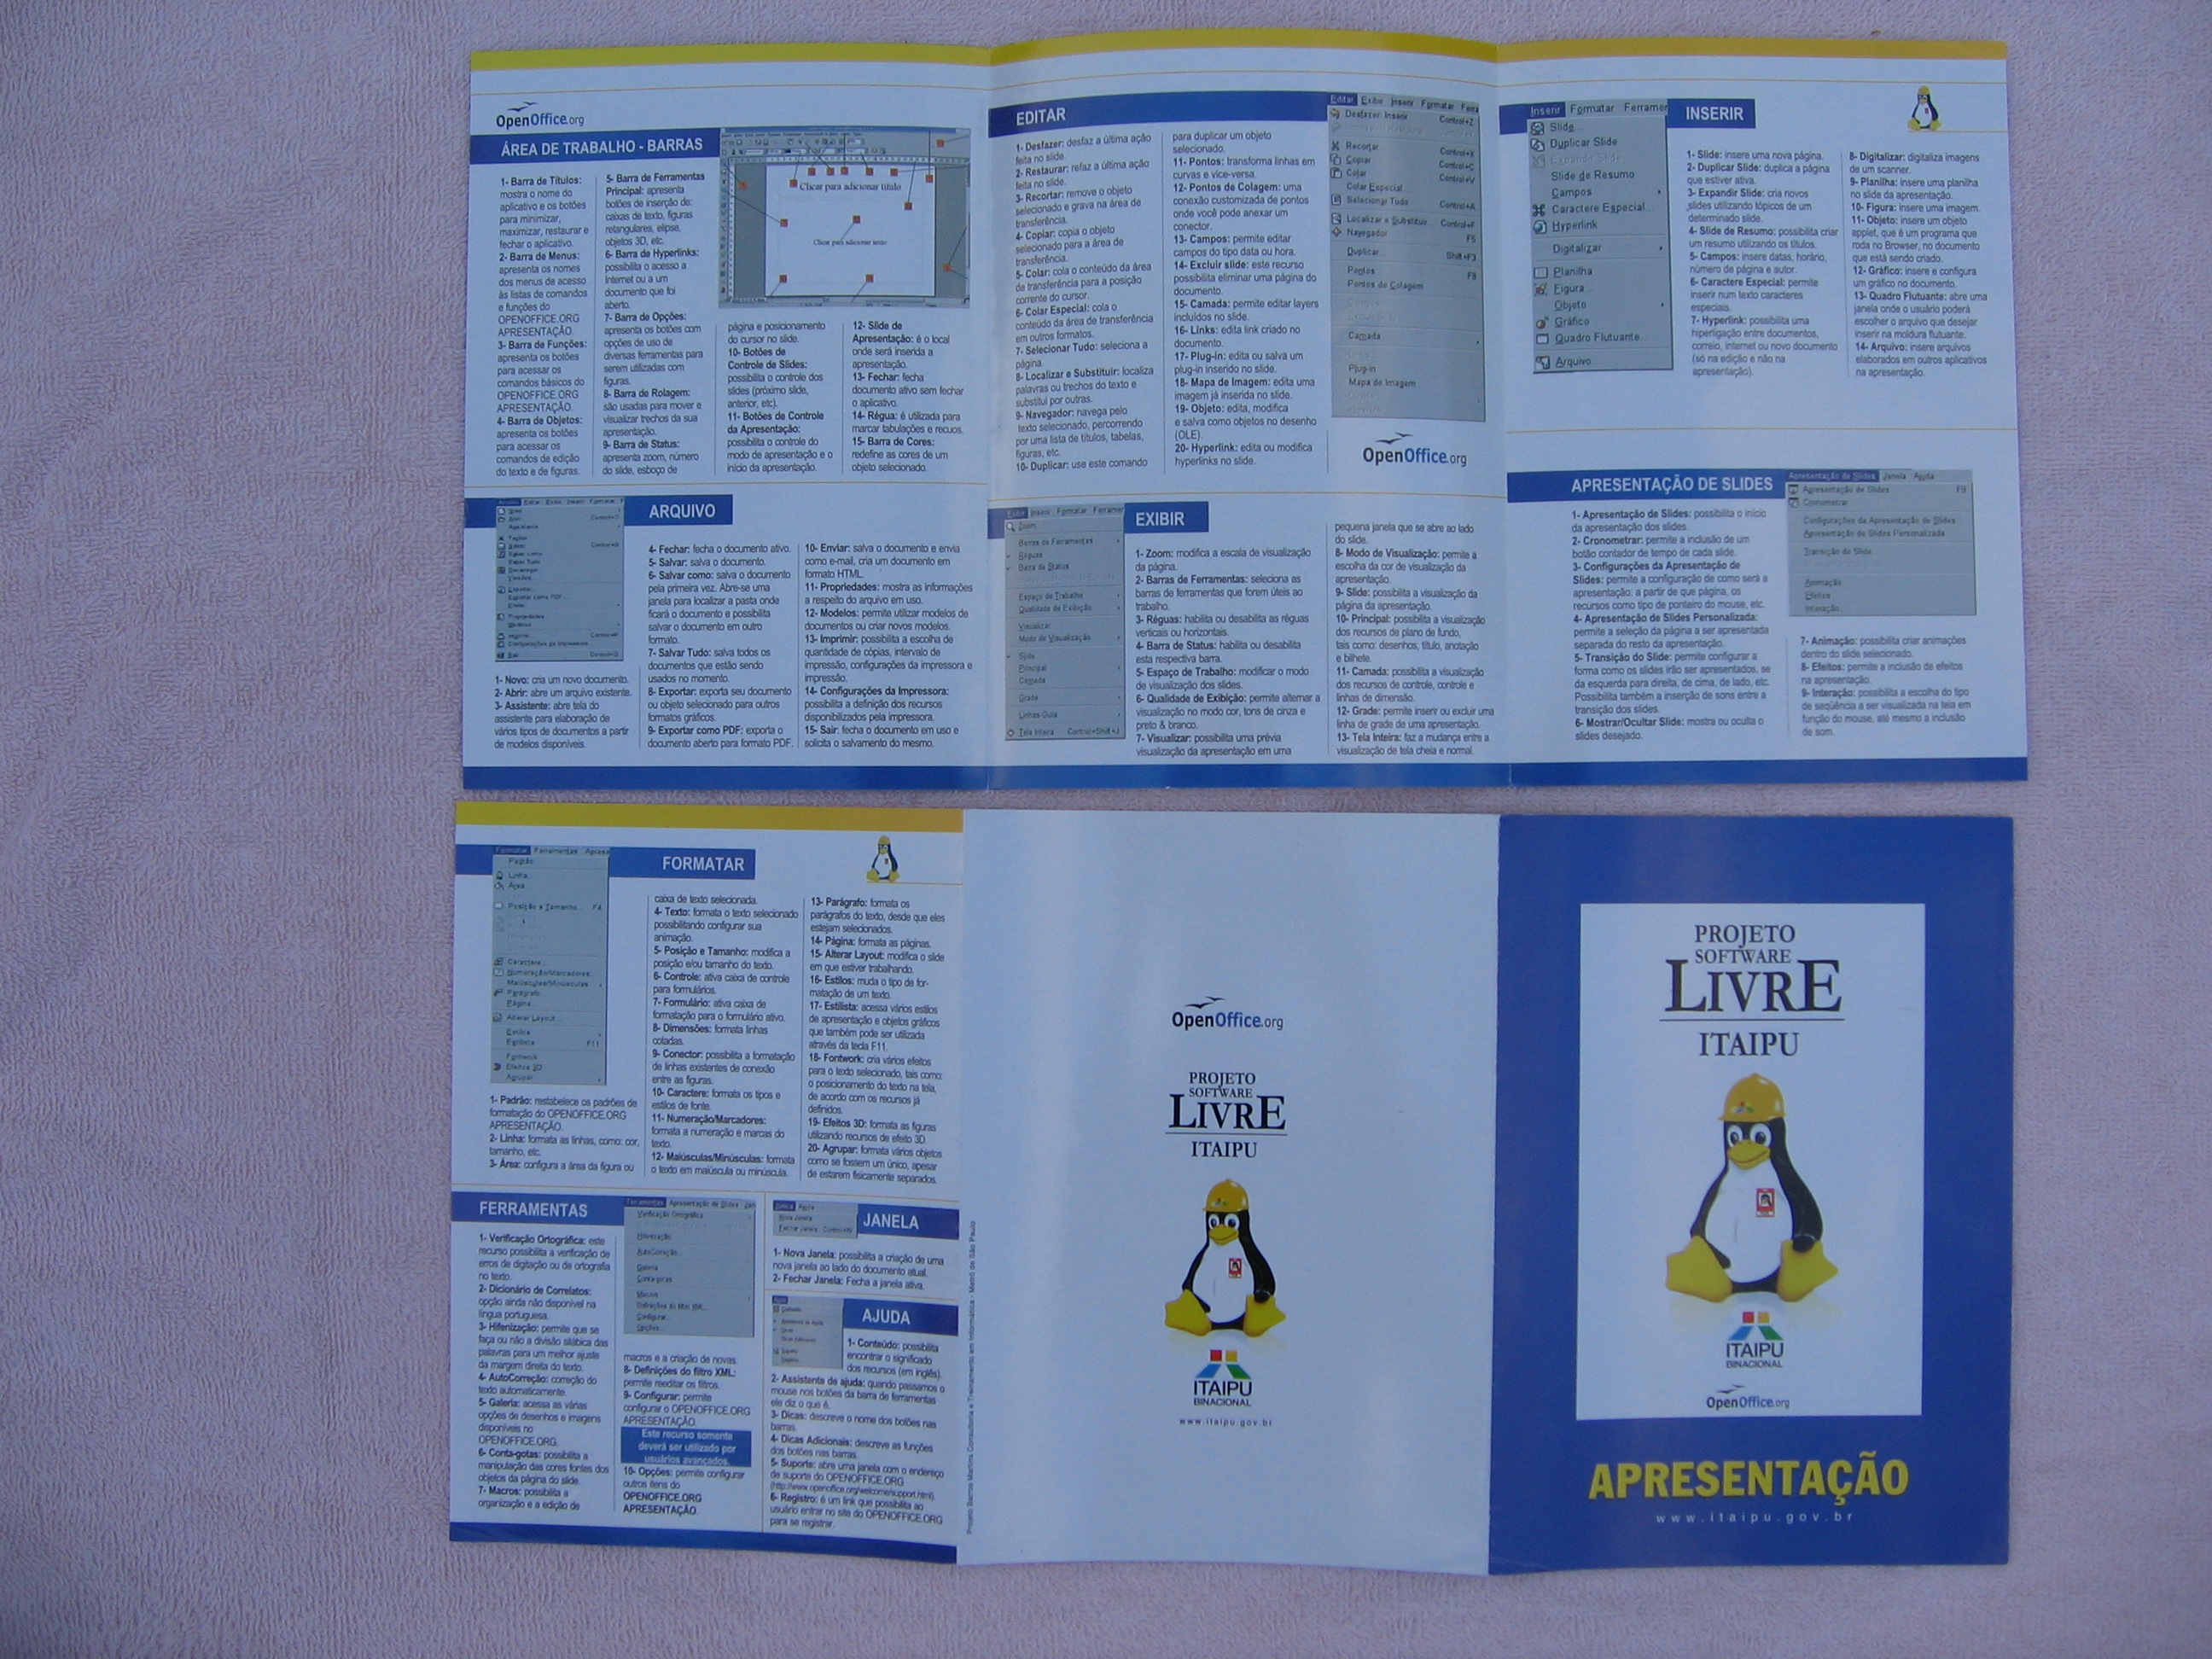 OpenOffice.org
ÁREA DE TRABALHO - BARRAS
1- Barra de Títulos:
mostra o nome do
aplicativo e os botões
para minimizar,
maximizar, restaurar e
fechar o aplicativo.
2- Barra de Menus:
apresenta os nomes
dos menus de acesso
às listas de comandos
e funções do
OPENOFFICE.ORG
APRESENTAÇÃO.
3- Barra de Funções:
apresenta os botões
para acessar os
comandos básicos do
OPENOFFICE.ORG
APRESENTAÇÃO.
4- Barra de Objetos:
apresenta os botões
para acessar os
comandos de edição
do texto e de figuras.
5- Barra de Ferramentas
Principal: apresenta
botões de inserção de:
caixas de texto, figuras
retangulares, elipse,
objetos 3D, etc.
6- Barra de Hyperlinks:
possibilita o acesso a
Internet ou a um
documento que foi
aberto.
7- Barra de Opções:
apresenta os botões com
opções de uso de
diversas ferramentas para
serem utilizadas com
figuras.
8- Barra de Rolagem:
são usadas para mover e
visualizar trechos da sua
apresentação.
9- Barra de Status:
apresenta zoom, número
do slide, esboço de
Clicar para adicionar título
Clicar para adicionar texto
página e posicionamento
do cursor no slide.
10- Botões de
Controle de Slides:
possibilita o controle dos
slides (próximo slide,
anterior, etc).
11- Botões de Controle
da Apresentação:
possibilita o controle do
modo de apresentação e o
início da apresentação.
12- Slide de
Apresentação: é o local
onde será inserida a
apresentação.
13- Fechar: fecha
documento ativo sem fechar
o aplicativo.
14- Régua: é utilizada para
marcar tabulações e recuos.
15- Barra de Cores:
redefine as cores de um
objeto selecionado.
ARQUIVO
1- Novo: cria um novo documento.
2- Abrir: abre um arquivo existente.
3- Assistente: abre tela do
assistente para elaboração de
vários tipos de documentos a partir
de modelos disponíveis.
4- Fechar: fecha o documento ativo.
5- Salvar: salva o documento.
6- Salvar como: salva o documento
pela primeira vez. Abre-se uma
janela para localizar a pasta onde
ficará o documento e possibilita
salvar o documento em outro
formato.
7- Salvar Tudo: salva todos os
documentos que estão sendo
usados no momento.
8- Exportar: exporta seu documento
ou objeto selecionado para outros
formatos gráficos.
9- Exportar como PDF: exporta o
documento aberto para formato PDF.
10- Enviar: salva o documento e envia
como e-mail, cria um documento em
formato HTML.
11- Propriedades: mostra as informações
a respeito do arquivo em uso.
12- Modelos: permite utilizar modelos de
documentos ou criar novos modelos.
13- Imprimir: possibilita a escolha de
quantidade de cópias, intervalo de
impressão, configurações da impressora e
impressão.
14- Configurações da Impressora:
possibilita a definição dos recursos
disponibilizados pela impressora.
15- Sair: fecha o documento em uso e
solicita o salvamento do mesmo.
EDITAR
1- Desfazer: desfaz a última ação
feita no slide.
2- Restaurar: refaz a última ação
feita no slide.
3- Recortar: remove o objeto
selecionado e grava na área de
transferência.
4- Copiar: copia o objeto
selecionado para a área de
transferência.
5- Colar: cola o conteúdo da área
de transferência para a posição
corrente do cursor.
6- Colar Especial: cola o
conteúdo da área de transferência
em outros formatos.
7- Selecionar Tudo: seleciona a
página.
8- Localizar e Substituir: localiza
palavras ou trechos do texto e
substitui por outras.
9- Navegador: navega pelo
texto selecionado, percorrendo
por uma lista de títulos, tabelas,
figuras, etc.
10- Duplicar: use este comando
para duplicar um objeto
selecionado.
11- Pontos: transforma linhas em
curvas e vice-versa.
12- Pontos de Colagem: uma
conexão customizada de pontos
onde você pode anexar um
conector.
13- Campos: permite editar
campos do tipo data ou hora.
14- Excluir slide: este recurso
possibilita eliminar uma página do
documento.
15- Camada: permite editar layers
incluídos no slide.
16- Links: edita link criado no
documento.
17- Plug-in: edita ou salva um
plug-in inserido no slide.
18- Mapa de Imagem: edita uma
imagem já inserida no slide.
19- Objeto: edita, modifica
e salva como objetos no desenho
(OLE).
20- Hyperlink: edita ou modifica
hyperlinks no slide.
Editar Exibir Inserir Formatar Ferra
Desfazer: Inserir Control+Z
Recortar Control+X
Copiar Control+C
Colar Control+V
Colar Especial
Selecionar Tudo Control+A
Localizar e Substituir Control+F
Navegador F5
Duplicar... Shift+F3
Pontos F8
Pontos de Colagem
Camada
Plug-in
Mapa de Imagem
OpenOffice.org
Exibir Inserir Formatar Ferramen
Zoom
Barras de Ferramentas
Réguas
Barra de Status
Espaço de Trabalho
Qualidade de Exibição
Visualizar
Modo de Visualização
Slide
Principal
Camada
Grade
Linhas-Guia
Tela Inteira Control+Shift+J
EXIBIR
1- Zoom: modifica a escala de visualização
da página.
2- Barras de Ferramentas: seleciona as
barras de ferramentas que forem úteis ao
trabalho.
3- Réguas: habilita ou desabilita as réguas
verticais ou horizontais.
4- Barra de Status: habilita ou desabilita
esta respectiva barra.
5- Espaço de Trabalho: modificar o modo
de visualização dos slides.
6- Qualidade de Exibição: permite alternar a
visualização no modo cor, tons de cinza e
preto & branco.
7- Visualizar: possibilita uma prévia
visualização da apresentação em uma
pequena janela que se abre ao lado
do slide.
8- Modo de Visualização: permite a
escolha da cor de visualização da
apresentação.
9- Slide: possibilita a visualização da
página da apresentação.
10- Principal: possibilita a visualização
dos recursos de plano de fundo,
tais como: desenhos, título, anotação
e bilhete.
11- Camada: possibilita a visualização
dos recursos de controle, controle e
linhas de dimensão.
12- Grade: permite inserir ou excluir uma
linha de grade de uma apresentação.
13- Tela Inteira: faz a mudança entre a
visualização de tela cheia e normal.
Inserir Formatar Ferramer
Slide...
Duplicar Slide
Expandir Slide
Slide de Resumo
Campos
Caractere Especial...
Hyperlink
Digitalizar
Planilha
Figura...
Objeto
Gráfico
Quadro Flutuante...
Arquivo...
INSERIR
1- Slide: insere uma nova página.
2- Duplicar Slide: duplica a página
que estiver ativa.
3- Expandir Slide: cria novos
slides utilizando tópicos de um
determinado slide.
4- Slide de Resumo: possibilita criar
um resumo utilizando os títulos.
5- Campos: insere datas, horário,
número de página e autor.
6- Caractere Especial: permite
inserir num texto caracteres
especiais.
7- Hyperlink: possibilita uma
hiperligação entre documentos,
correio, internet ou novo documento
(só na edição e não na
apresentação).
8- Digitalizar: digitaliza imagens
de um scanner.
9- Planilha: insere uma planilha
no slide da apresentação.
10- Figura: insere uma imagem.
11- Objeto: insere um objeto
applet, que é um programa que
roda no Browser, no documento
que está sendo criado.
12- Gráfico: insere e configura
um gráfico no documento.
13- Quadro Flutuante: abre uma
janela onde o usuário poderá
escolher o arquivo que desejar
inserir na moldura flutuante.
14- Arquivo: insere arquivos
elaborados em outros aplicativos
na apresentação.
APRESENTAÇÃO DE SLIDES
Apresentação de Slides Janela Ajuda
Apresentação de Slides F9
Cronometrar
Configurações da Apresentação de Slides
Apresentação de Slides Personalizada
Transição do Slide
Animação
Efeitos
Interação
1- Apresentação de Slides: possibilita o início
da apresentação dos slides.
2- Cronometrar: permite a inclusão de um
botão contador de tempo de cada slide.
3- Configurações da Apresentação de
Slides: permite a configuração de como será a
apresentação: a partir de que página, os
recursos como tipo de ponteiro do mouse, etc.
4- Apresentação de Slides Personalizada:
permite a seleção da página a ser apresentada
separada do resto da apresentação.
5- Transição do Slide: permite configurar a
forma como os slides irão ser apresentados, se
da esquerda para direita, de cima, de lado, etc.
Possibilita também a inserção de sons entre a
transição dos slides.
6- Mostrar/Ocultar Slide: mostra ou oculta o
slides desejado.
7- Animação: possibilita criar animações
dentro do slide selecionado.
8- Efeitos: permite a inclusão de efeitos
na apresentação.
9- Interação: possibilita a escolha do tipo
de seqüência a ser visualizada na tela em
função do mouse, até mesmo a inclusão
de som.
FORMATAR
1- Padrão: restabelece os padrões de
formatação do OPENOFFICE.ORG
APRESENTAÇÃO.
2- Linha: formata as linhas, como: cor,
tamanho, etc.
3- Área: configura a área da figura ou
caixa de texto selecionada.
4- Texto: formata o texto selecionado
possibilitando configurar sua
animação.
5- Posição e Tamanho: modifica a
posição e/ou tamanho do texto.
6- Controle: ativa caixa de controle
para formulários.
7- Formulário: ativa caixa de
formatação para o formulário ativo.
8- Dimensões: formata linhas
cotadas.
9- Conector: possibilita a formatação
de linhas existentes de conexão
entre as figuras.
10- Caractere: formata os tipos e
estilos de fonte.
11- Numeração/Marcadores:
formata a numeração e marcas do
texto.
12- Maiúsculas/Minúsculas: formata
o texto em maiúscula ou minúscula.
13- Parágrafo: formata os
parágrafos do texto, desde que eles
estejam selecionados.
14- Página: formata as páginas.
15- Alterar Layout: modifica o slide
em que estiver trabalhando.
16- Estilos: muda o tipo de for-
matação de um texto.
17- Estilista: acessa vários estilos
de apresentação e objetos gráficos
que também pode ser utilizada
através da tecla F11.
18- Fontwork: cria vários efeitos
para o texto selecionado, tais como:
o posicionamento do texto na tela,
de acordo com os recursos já
definidos.
19- Efeitos 3D: formata as figuras
utilizando recursos de efeito 3D.
20- Agrupar: formata vários objetos
como se fossem um único, apesar
de estarem fisicamente separados.
FERRAMENTAS
1- Verificação Ortográfica: este
recurso possibilita a verificação de
erros de digitação ou de ortografia
no texto.
2- Dicionário de Correlatos:
opção ainda não disponível na
língua portuguesa.
3- Hifenização: permite que se
faça ou não a divisão silábica das
palavras para um melhor ajuste
da margem direita do texto.
4- AutoCorreção: correção do
texto automaticamente.
5- Galeria: acessa as várias
opções de desenhos e imagens
disponíveis no
OPENOFFICE.ORG.
6- Conta-gotas: possibilita a
manipulação das cores fontes dos
objetos da página do slide.
7- Macros: possibilita a
organização e a edição de
macros e a criação de novas.
8- Definições do filtro XML:
permite reeditar os filtros.
9- Configurar: permite
configurar o OPENOFFICE.ORG
APRESENTAÇÃO.
Este recurso somente
deverá ser utilizado por
usuários avançados.
10- Opções: permite configurar
outros itens do
OPENOFFICE.ORG
APRESENTAÇÃO.
JANELA
1- Nova Janela: possibilita a criação de uma
nova janela ao lado do documento atual.
2- Fechar Janela: Fecha a janela ativa.
AJUDA
1- Conteúdo: possibilita
encontrar o significado
dos recursos (em inglês).
2- Assistente de ajuda: quando passamos o
mouse nos botões da barra de ferramentas
ele diz o que é.
3- Dicas: descreve o nome dos botões nas
barras.
4- Dicas Adicionais: descreve as funções
dos botões nas barras.
5- Suporte: abre uma janela com o endereço
de suporte do OPENOFFICE.ORG
(http://www.openoffice.org/welcome/support.html).
6- Registro: é um link que possibilita ao
usuário entrar no site do OPENOFFICE.ORG
para se registrar.
Projeto Barros Martins Consultoria e Treinamento em Informática - Metrô de São Paulo
OpenOffice.org
PROJETO
SOFTWARE
LIVRE
ITAIPU
ITAIPU
BINACIONAL
www.itaipu.gov.br
PROJETO
SOFTWARE
LIVRE
ITAIPU
ITAIPU
BINACIONAL
OpenOffice.org
APRESENTAÇÃO
www.itaipu.gov.br